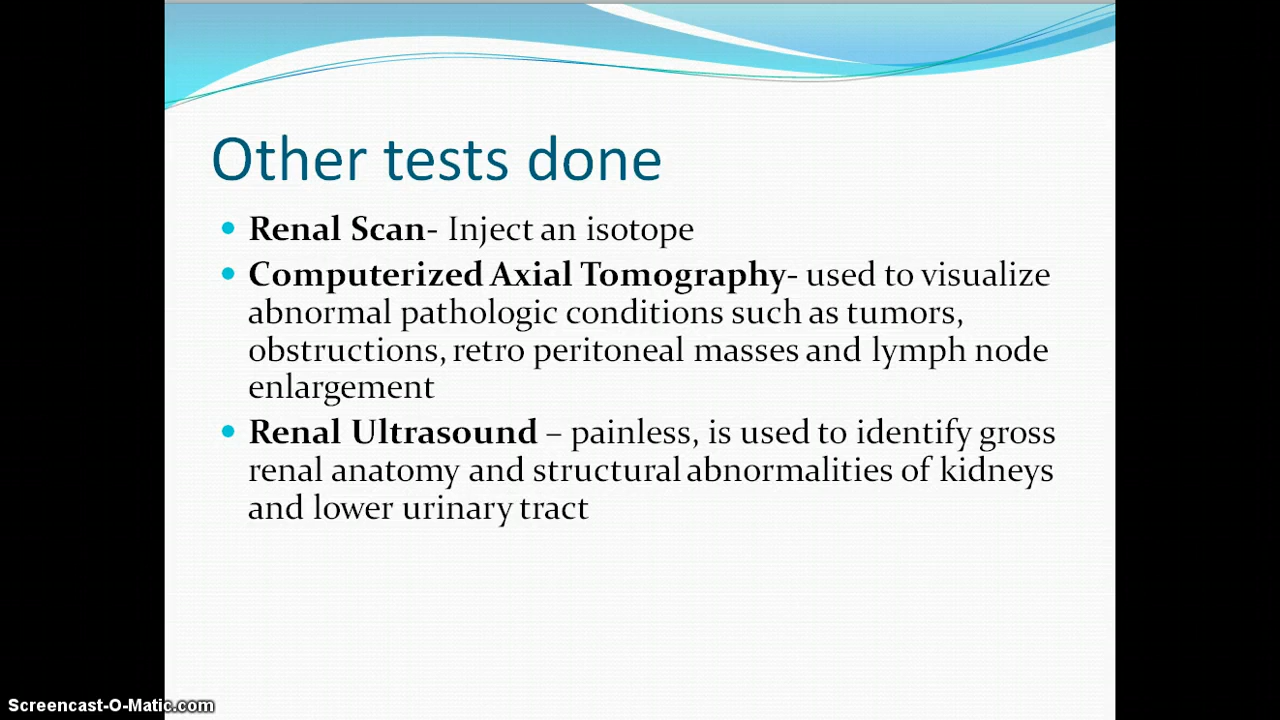 Other tests done
Renal Scan- Inject an isotope
Computerized Axial Tomography- used to visualize
abnormal pathologic conditions such as tumors,
obstructions, retro peritoneal masses and lymph node
enlargement
Renal Ultrasound – painless, is used to identify gross
renal anatomy and structural abnormalities of kidneys
and lower urinary tract
Screencast-O-Matic.com